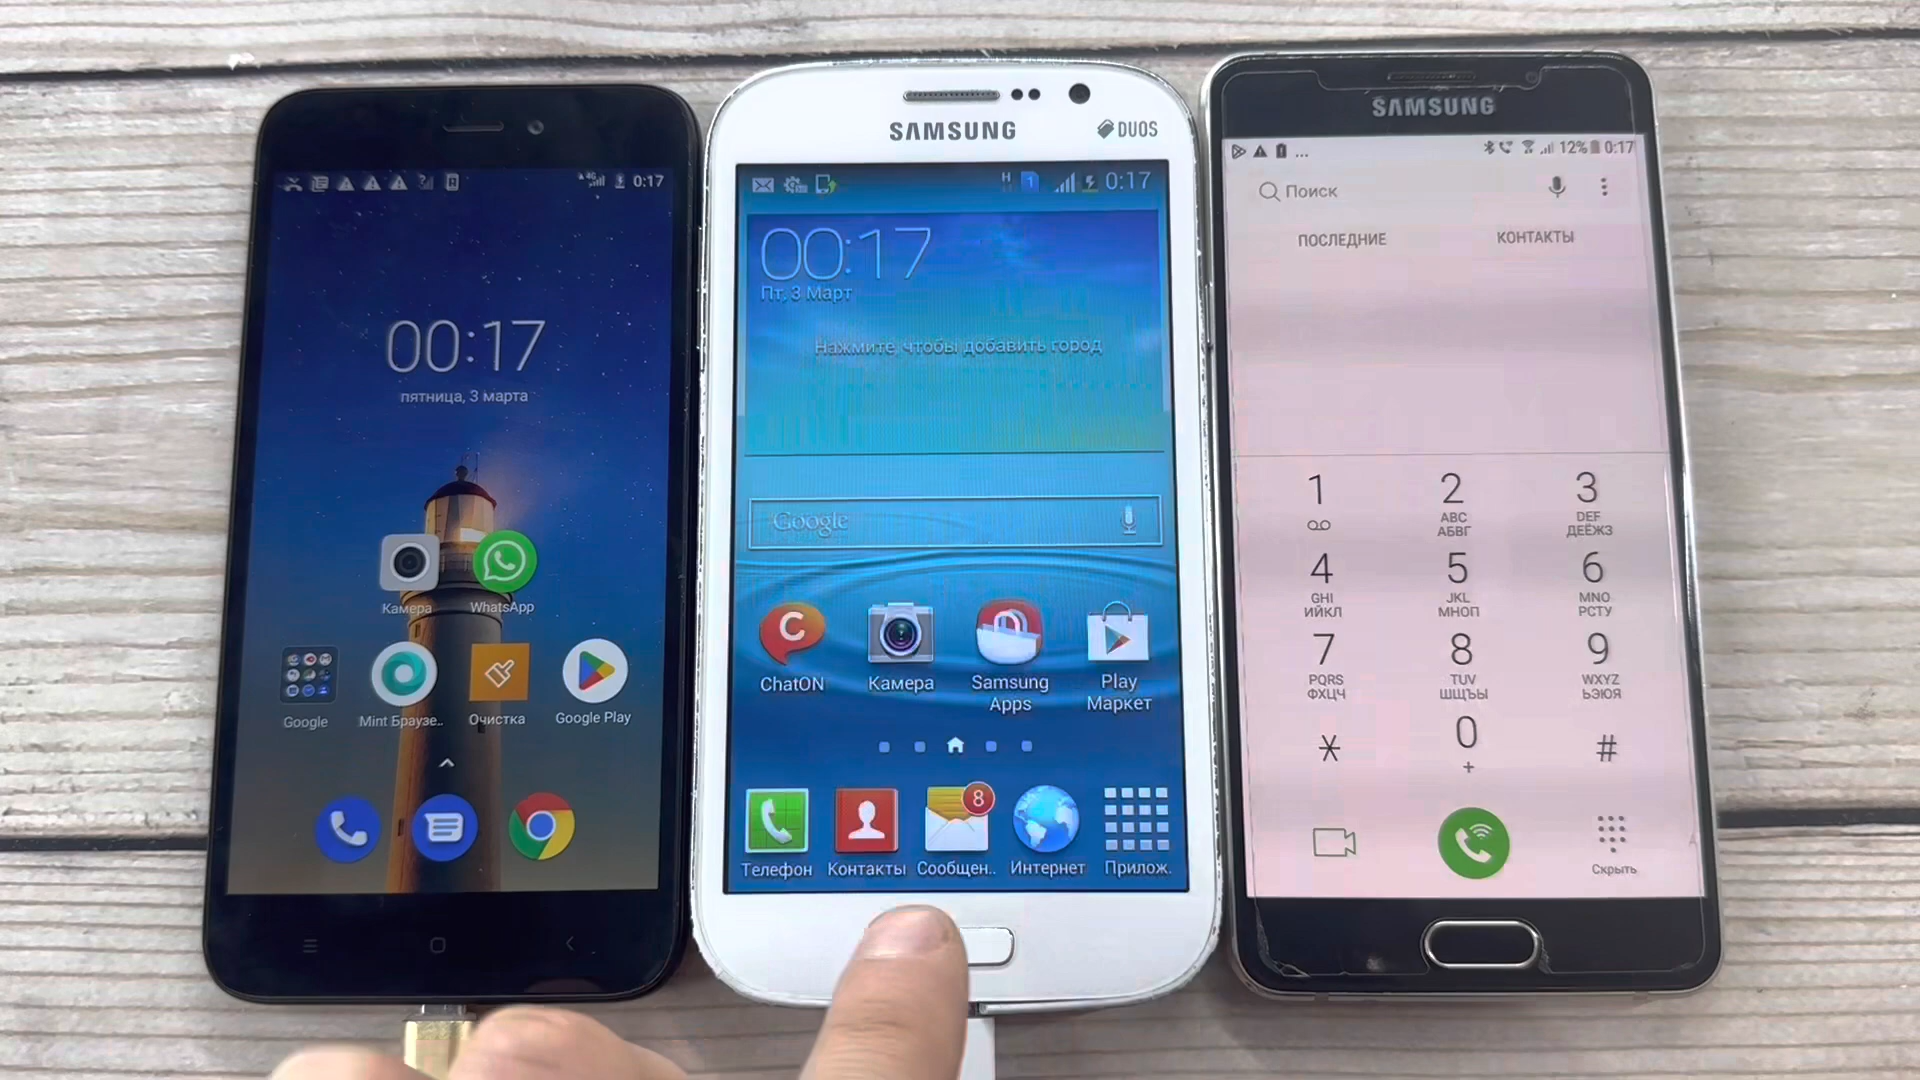 0:17
00:17
пятница, 3 марта
Камера
WhatsApp
Google
Mint Браузе..
Очистка
Google Play
SAMSUNG
DUOS
H
1
0:17
00:17
Пт, 3 Март
Нажмите, чтобы добавить город
Google
C
ChatON
Камера
Samsung Apps
Play Маркет
8
Телефон
Контакты
Сообщен..
Интернет
Прилож.
SAMSUNG
... 12% 0:17
Поиск
ПОСЛЕДНИЕ
КОНТАКТЫ
1 2 3
ABC DEF
АБВГ ДЕЁЖЗ
4 5 6
GHI JKL MNO
ИЙКЛ МНОП РСТУ
7 8 9
PQRS TUV WXYZ
ФХЦЧ ШЩЪЫ ЬЭЮЯ
* 0 #
+
Скрыть